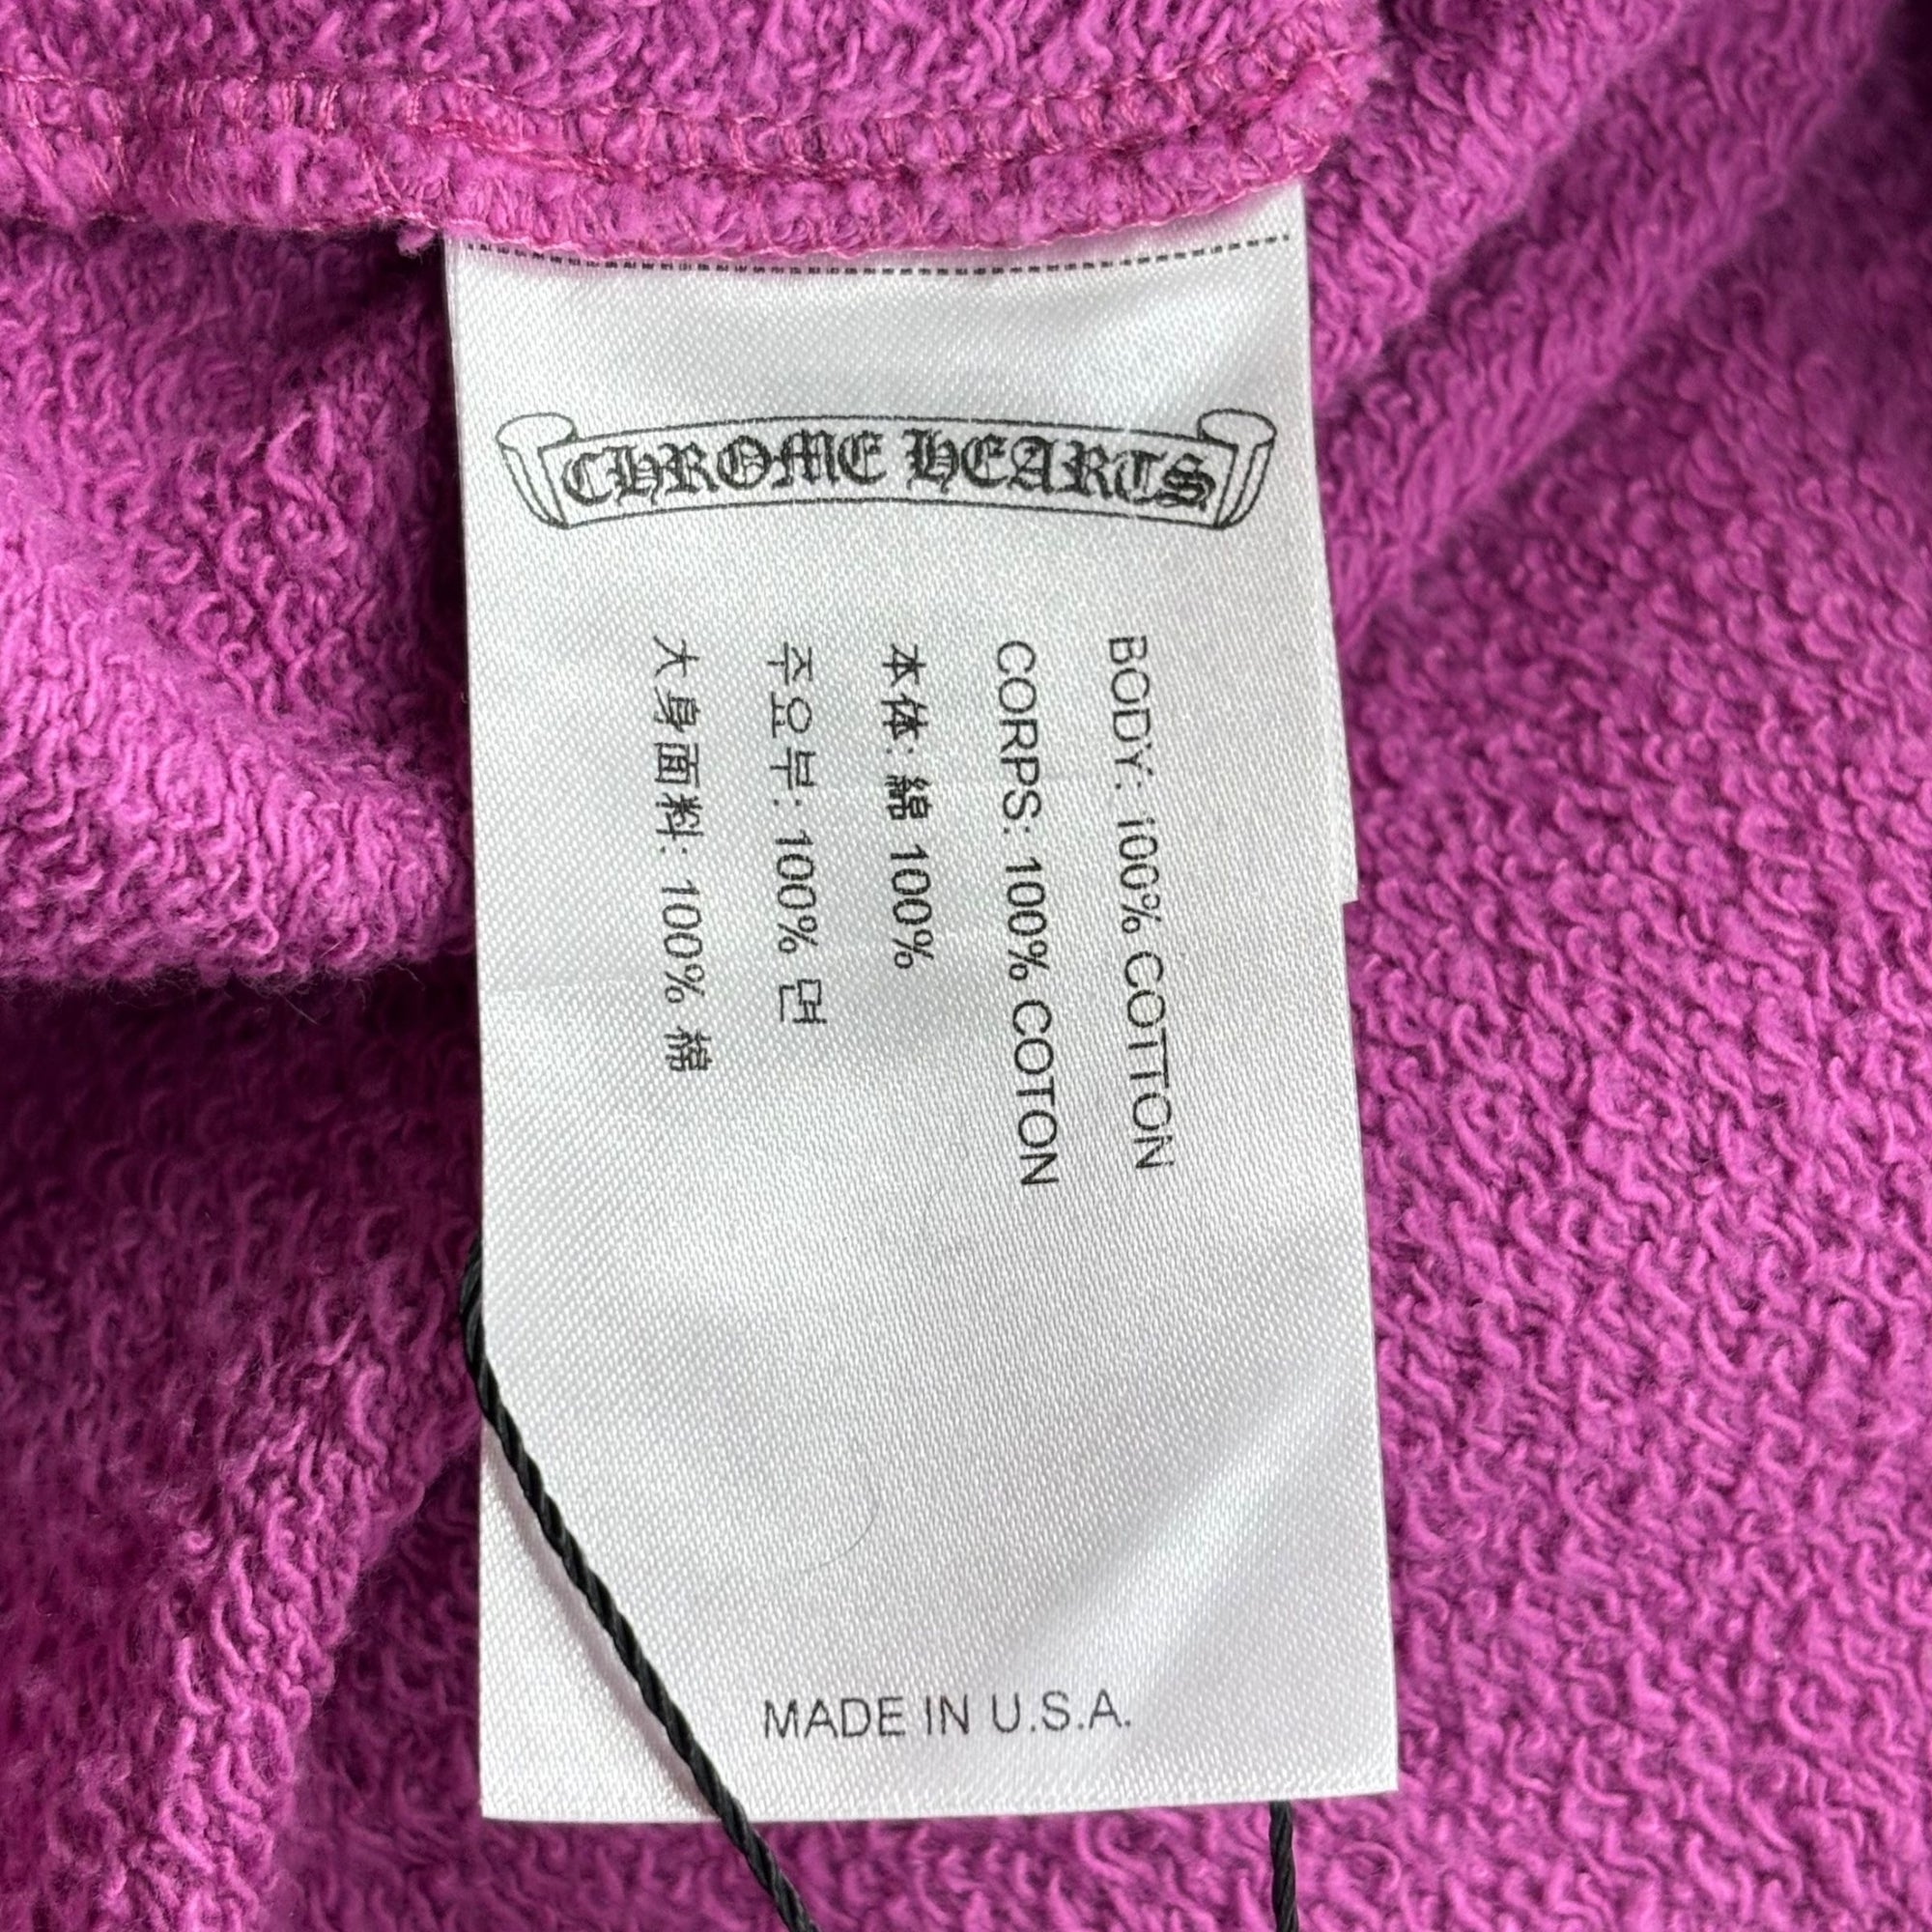 CHROME HEARTS
BODY: 100% COTTON
CORPS: 100% COTON
本体: 綿 100%
주요부: 100% 면
大身面料: 100% 棉
MADE IN U.S.A.